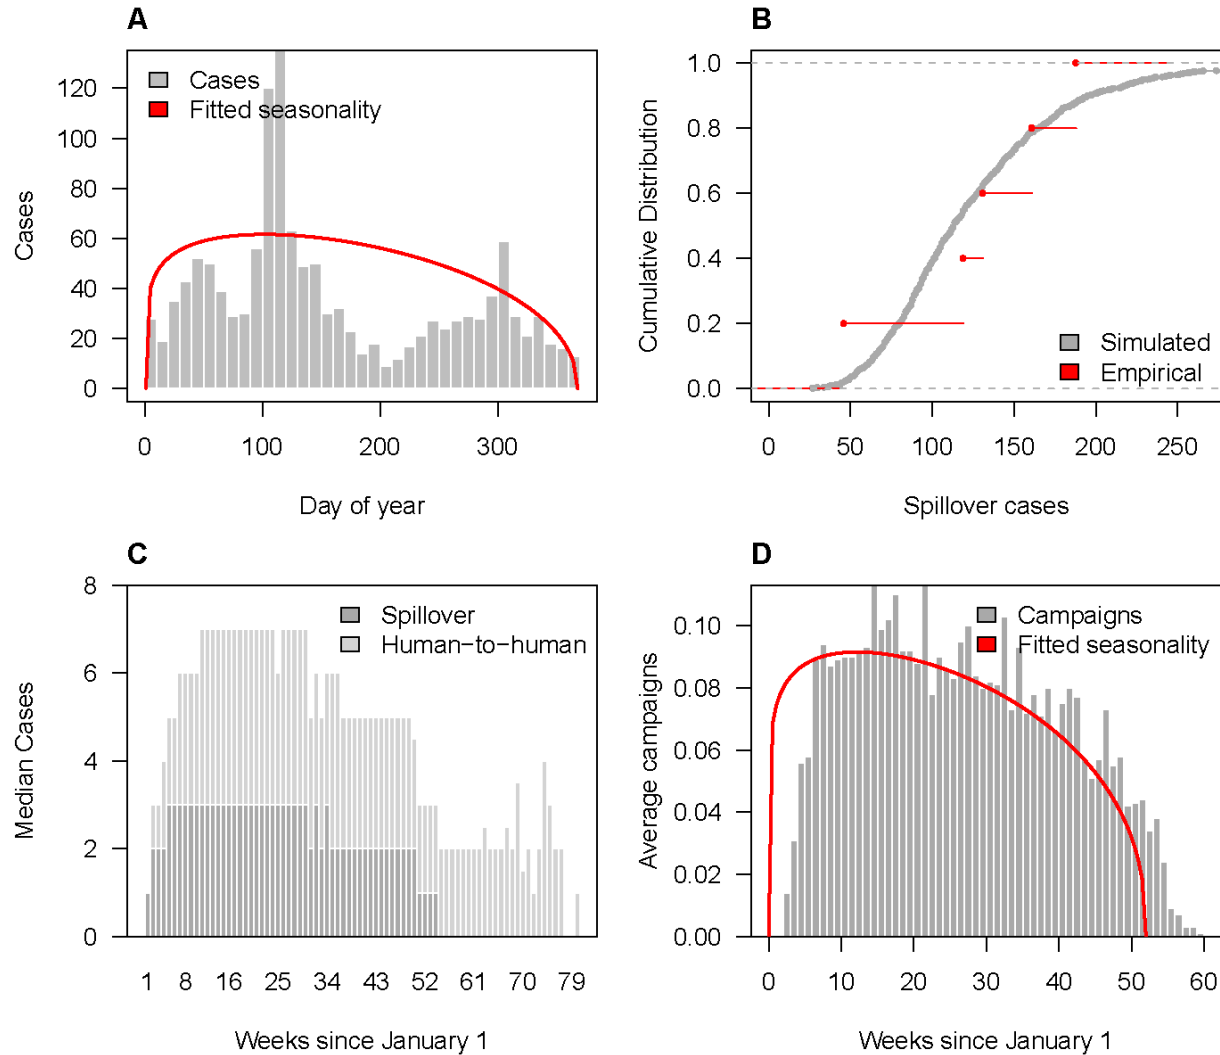 A
Cases
Fitted seasonality
Cases
120
100
80
60
40
20
0
0 100 200 300
Day of year
B
Cumulative Distribution
1.0
0.8
0.6
0.4
0.2
0.0
Simulated
Empirical
0 50 100 150 200 250
Spillover cases
C
Median Cases
8
6
4
2
0
Spillover
Human−to−human
1 8 16 25 34 43 52 61 70 79
Weeks since January 1
D
Average campaigns
0.10
0.08
0.06
0.04
0.02
0.00
Campaigns
Fitted seasonality
0 10 20 30 40 50 60
Weeks since January 1